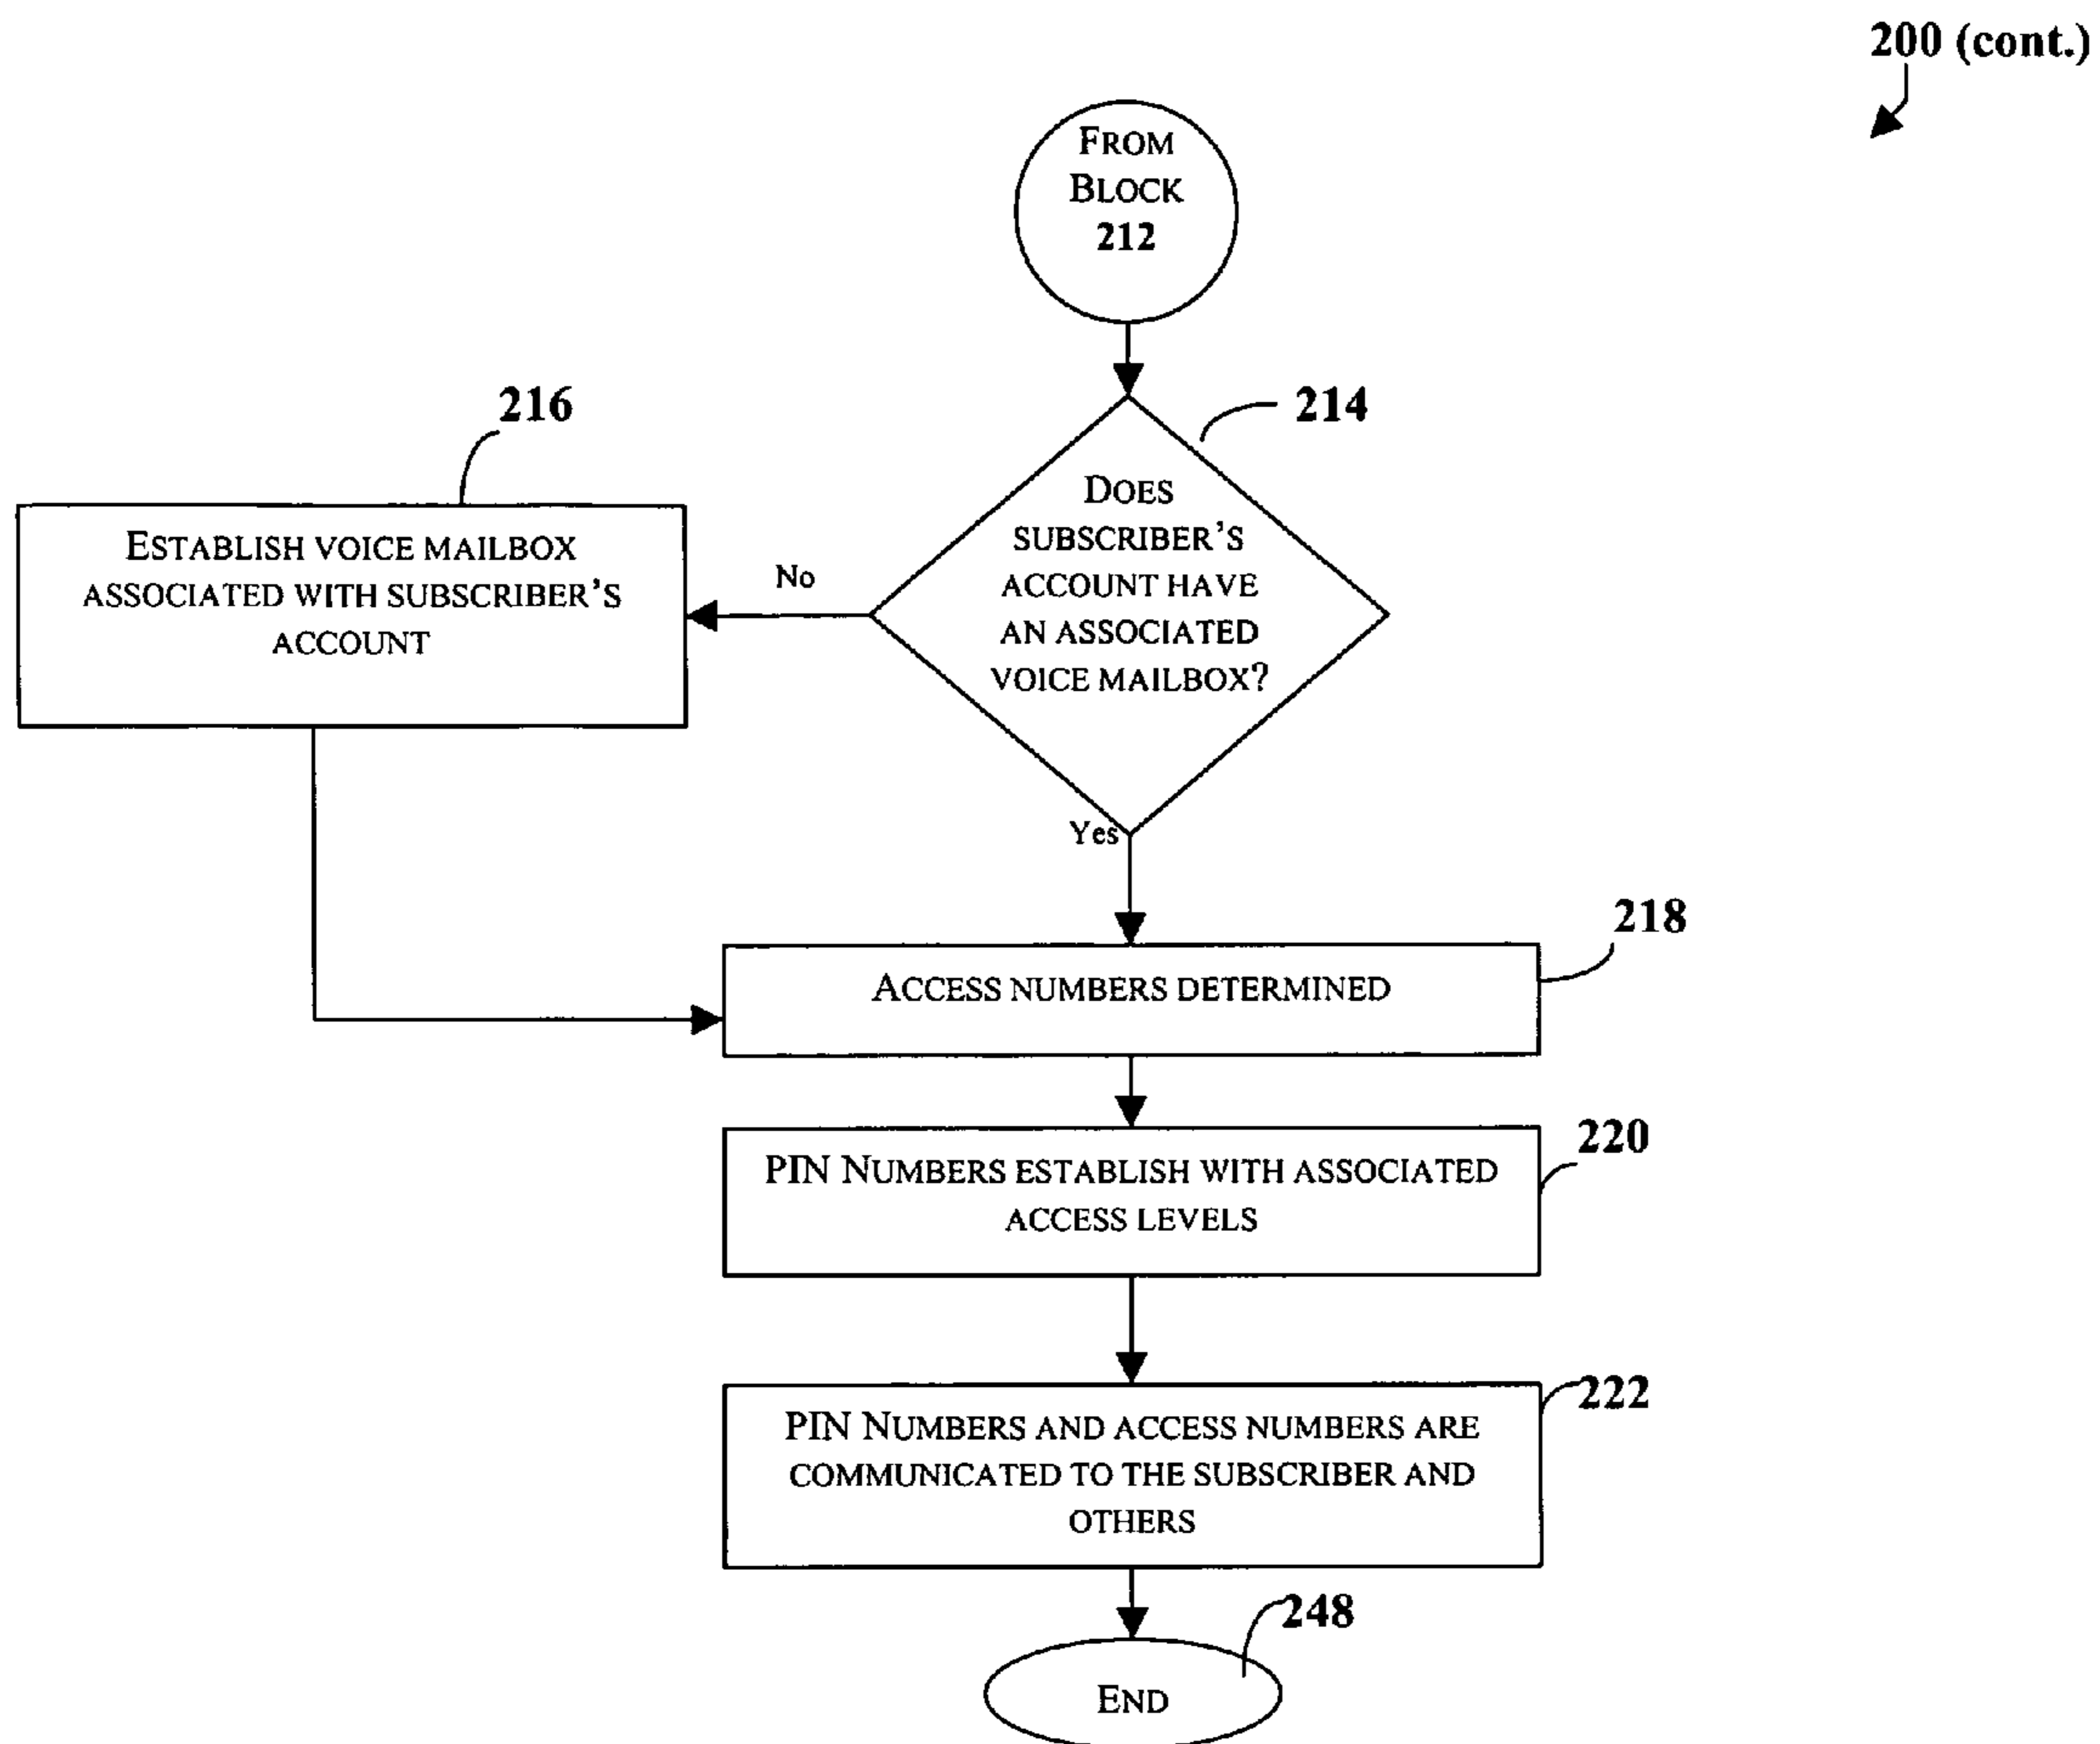 200 (cont.)
FROM
BLOCK
212
214
216
DOES
SUBSCRIBER'S
ACCOUNT HAVE
AN ASSOCIATED
VOICE MAILBOX?
ESTABLISH VOICE MAILBOX
ASSOCIATED WITH SUBSCRIBER'S
ACCOUNT
No
Yes
218
ACCESS NUMBERS DETERMINED
220
PIN NUMBERS ESTABLISH WITH ASSOCIATED
ACCESS LEVELS
222
PIN NUMBERS AND ACCESS NUMBERS ARE
COMMUNICATED TO THE SUBSCRIBER AND
OTHERS
248
END